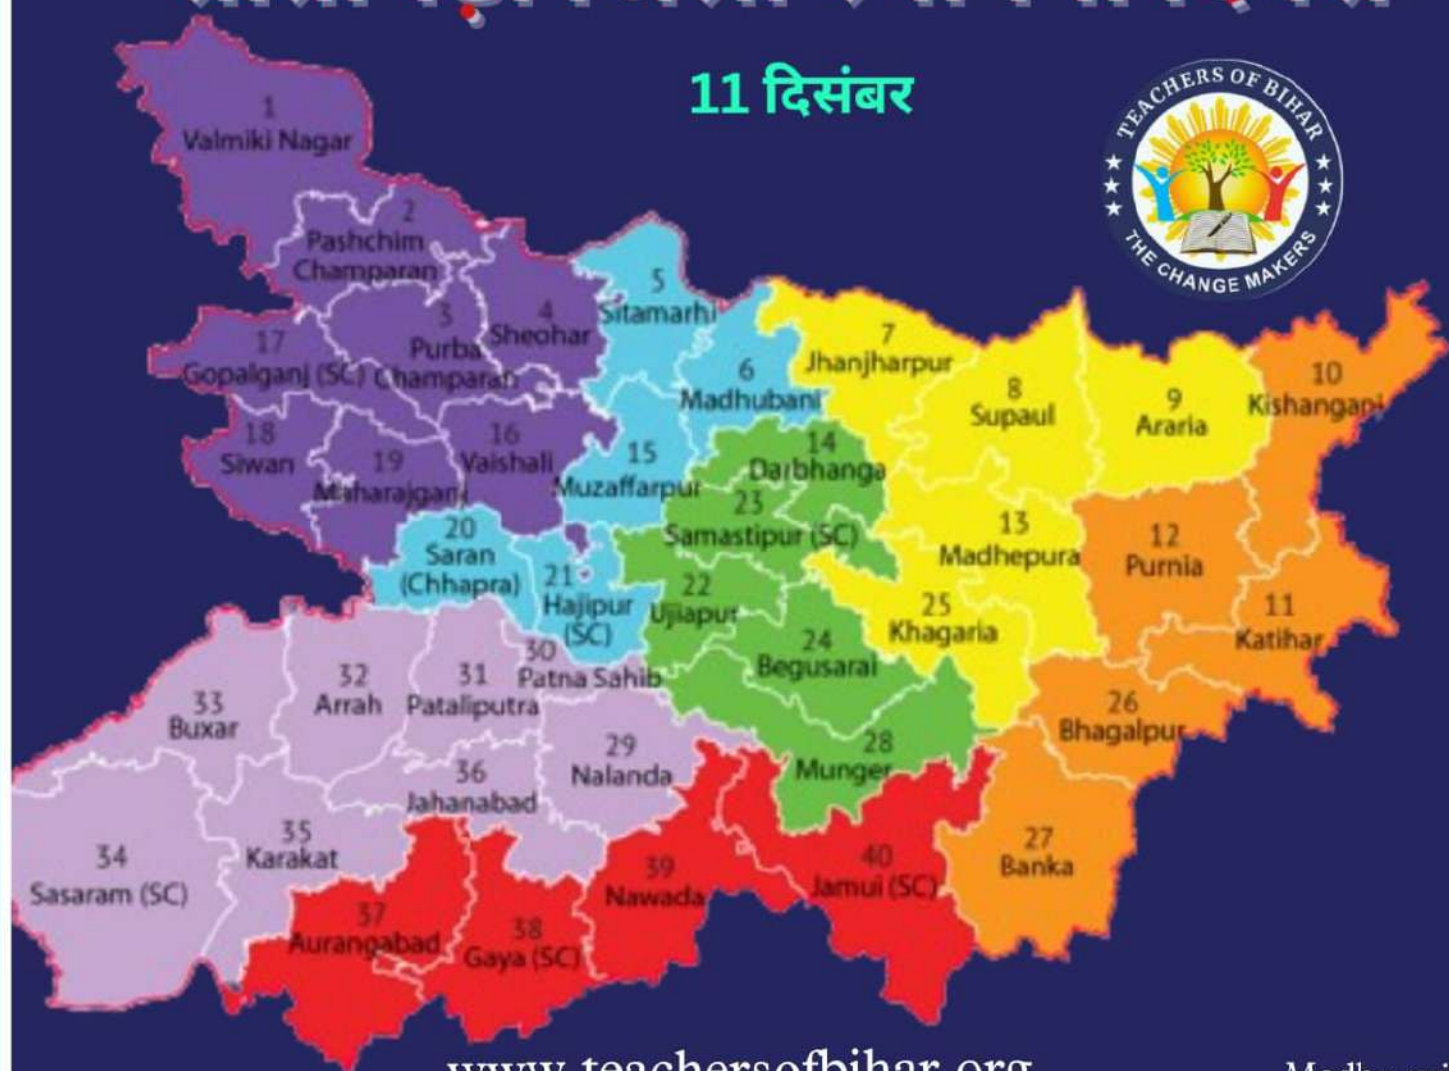 11 दिसंबर
TEACHERS OF BIHAR
THE CHANGE MAKERS
1
Valmiki Nagar
2
Pashchim
Champaran
3
Purba
Champaran
4
Sheohar
5
Sitamarhi
6
Madhubani
7
Jhanjharpur
8
Supaul
9
Araria
10
Kishanganj
17
Gopalganj (SC)
18
Siwan
19
Maharajganj
16
Vaishali
15
Muzaffarpur
14
Darbhanga
23
Samastipur (SC)
13
Madhepura
12
Purnia
11
Katihar
20
Saran
(Chhapra)
21
Hajipur
(SC)
22
Ujiapur
24
Begusarai
25
Khagaria
26
Bhagalpur
33
Buxar
32
Arrah
31
Pataliputra
30
Patna Sahib
29
Nalanda
28
Munger
36
Jahanabad
35
Karakat
34
Sasaram (SC)
37
Aurangabad
38
Gaya (SC)
39
Nawada
40
Jamui (SC)
27
Banka
www.teachersofbihar.org